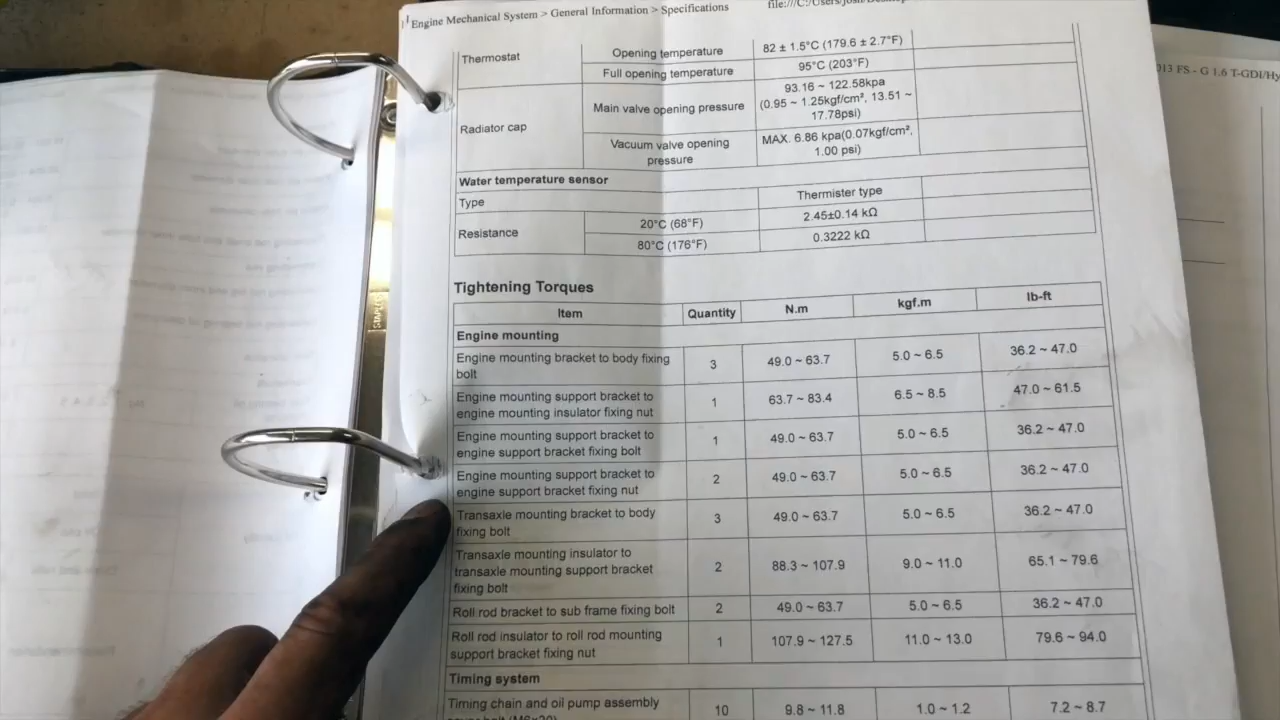 Engine Mechanical System > General Information > Specifications
Thermostat
Opening temperature
82 ± 1.5°C (179.6 ± 2.7°F)
Full opening temperature
95°C (203°F)
Radiator cap
Main valve opening pressure
93.16 ~ 122.58kpa
(0.95 ~ 1.25kgf/cm², 13.51 ~
17.78psi)
Vacuum valve opening
pressure
MAX. 6.86 kpa(0.07kgf/cm²,
1.00 psi)
Water temperature sensor
Type
Thermister type
Resistance
20°C (68°F)
2.45±0.14 kΩ
80°C (176°F)
0.3222 kΩ
Tightening Torques
Item Quantity N.m kgf.m lb-ft
Engine mounting
Engine mounting bracket to body fixing
bolt
3 49.0 ~ 63.7 5.0 ~ 6.5 36.2 ~ 47.0
Engine mounting support bracket to
engine mounting insulator fixing nut
1 63.7 ~ 83.4 6.5 ~ 8.5 47.0 ~ 61.5
Engine mounting support bracket to
engine support bracket fixing bolt
1 49.0 ~ 63.7 5.0 ~ 6.5 36.2 ~ 47.0
Engine mounting support bracket to
engine support bracket fixing nut
2 49.0 ~ 63.7 5.0 ~ 6.5 36.2 ~ 47.0
Transaxle mounting bracket to body
fixing bolt
3 49.0 ~ 63.7 5.0 ~ 6.5 36.2 ~ 47.0
Transaxle mounting insulator to
transaxle mounting support bracket
fixing bolt
2 88.3 ~ 107.9 9.0 ~ 11.0 65.1 ~ 79.6
Roll rod bracket to sub frame fixing bolt 2 49.0 ~ 63.7 5.0 ~ 6.5 36.2 ~ 47.0
Roll rod insulator to roll rod mounting
support bracket fixing nut
1 107.9 ~ 127.5 11.0 ~ 13.0 79.6 ~ 94.0
Timing system
Timing chain and oil pump assembly
10 9.8 ~ 11.8 1.0 ~ 1.2 7.2 ~ 8.7
FS - G 1.6 T-GDI
STAPLES